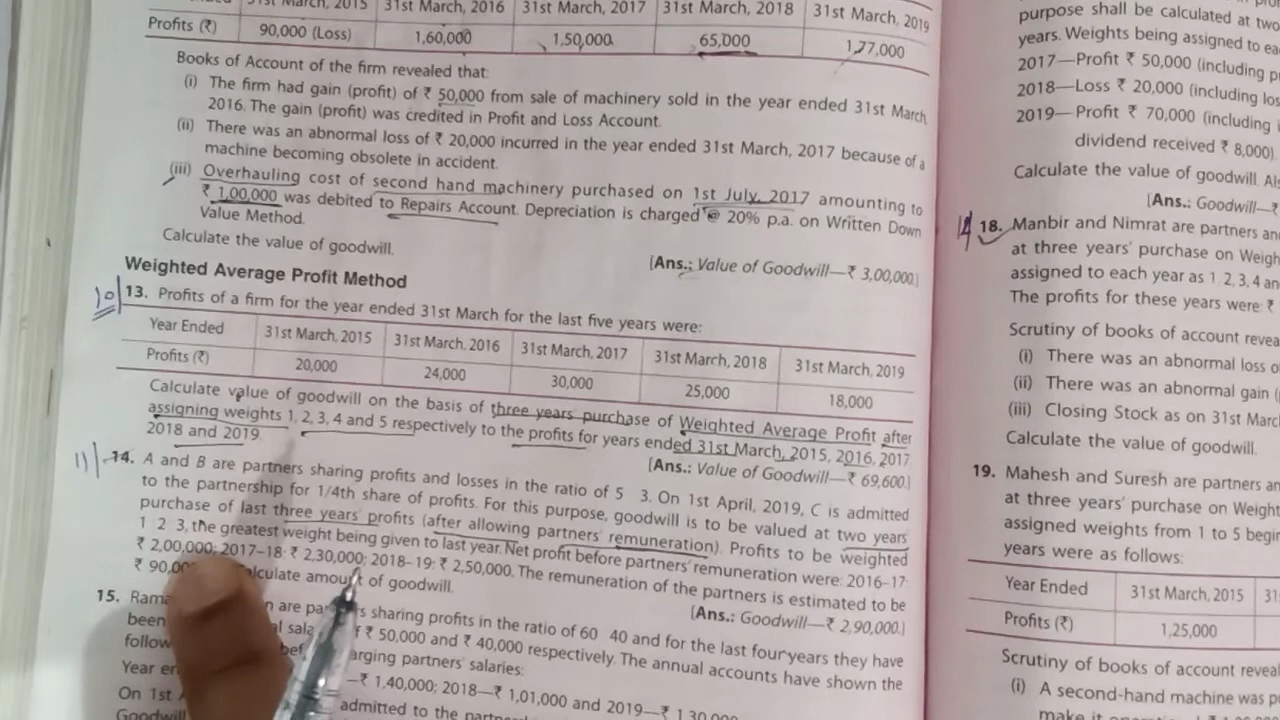 31st March, 2016 31st March, 2017 31st March, 2018 31st March, 2019
Profits (₹) 90,000 (Loss) 1,60,000 1,50,000 65,000 1,77,000
Books of Account of the firm revealed that:
(i) The firm had gain (profit) of ₹ 50,000 from sale of machinery sold in the year ended 31st March,
2016. The gain (profit) was credited in Profit and Loss Account.
(ii) There was an abnormal loss of ₹ 20,000 incurred in the year ended 31st March, 2017 because of a
machine becoming obsolete in accident.
(iii) Overhauling cost of second hand machinery purchased on 1st July, 2017 amounting to
₹ 1,00,000 was debited to Repairs Account. Depreciation is charged @ 20% p.a. on Written Down
Value Method.
Calculate the value of goodwill.
[Ans.: Value of Goodwill—₹ 3,00,000.]
Weighted Average Profit Method
10 13. Profits of a firm for the year ended 31st March for the last five years were:
Year Ended 31st March, 2015 31st March, 2016 31st March, 2017 31st March, 2018 31st March, 2019
Profits (₹) 20,000 24,000 30,000 25,000 18,000
Calculate value of goodwill on the basis of three years' purchase of Weighted Average Profit after
assigning weights 1, 2, 3, 4 and 5 respectively to the profits for years ended 31st March, 2015, 2016, 2017,
2018 and 2019.
[Ans.: Value of Goodwill—₹ 69,600.]
11 14. A and B are partners sharing profits and losses in the ratio of 5 3. On 1st April, 2019, C is admitted
to the partnership for 1/4th share of profits. For this purpose, goodwill is to be valued at two years'
purchase of last three years' profits (after allowing partners' remuneration). Profits to be weighted
1 2 3, the greatest weight being given to last year. Net profit before partners' remuneration were: 2016–17:
₹ 2,00,000; 2017–18: ₹ 2,30,000; 2018–19: ₹ 2,50,000. The remuneration of the partners is estimated to be
₹ 90,00 lculate amount of goodwill.
[Ans.: Goodwill—₹ 2,90,000.]
15. Rama n are partners sharing profits in the ratio of 60 40 and for the last four years they have
been l sala f ₹ 50,000 and ₹ 40,000 respectively. The annual accounts have shown the
follow bef arging partners' salaries:
Year en —₹ 1,40,000; 2018—₹ 1,01,000 and 2019—₹ 1,30,000
On 1st admitted to the partne
Goodwill
purpose shall be calculated at two
years. Weights being assigned to ea
2017—Profit ₹ 50,000 (including p
2018—Loss ₹ 20,000 (including los
2019—Profit ₹ 70,000 (including
dividend received ₹ 8,000).
Calculate the value of goodwill. Al
[Ans.: Goodwill—₹
18. Manbir and Nimrat are partners an
at three years' purchase on Weigh
assigned to each year as 1, 2, 3, 4 an
The profits for these years were: ₹
Scrutiny of books of account revea
(i) There was an abnormal loss o
(ii) There was an abnormal gain (
(iii) Closing Stock as on 31st Marc
Calculate the value of goodwill.
19. Mahesh and Suresh are partners an
at three years' purchase on Weight
assigned weights from 1 to 5 begin
years were as follows:
Year Ended 31st March, 2015 31
Profits (₹) 1,25,000
Scrutiny of books of account reveal
(i) A second-hand machine was p